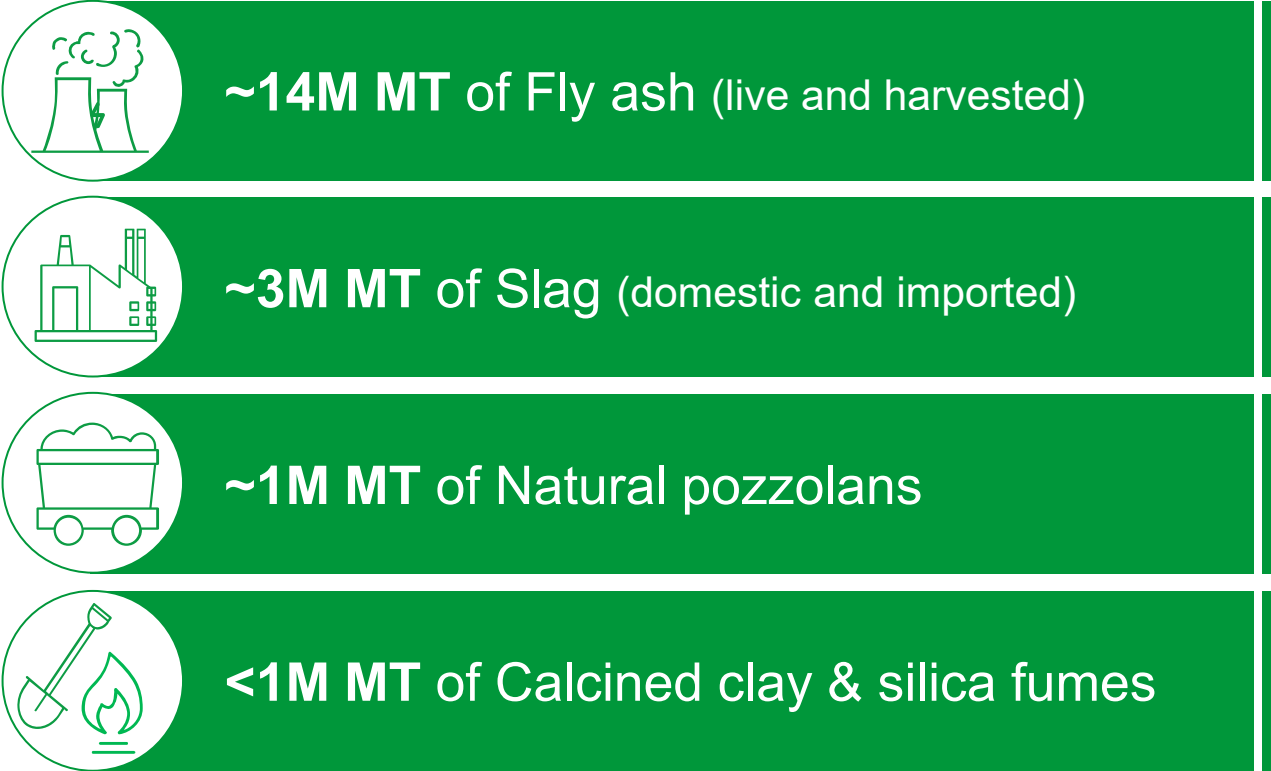 ~14M MT of Fly ash (live and harvested)
~3M MT of Slag (domestic and imported)
~1M MT of Natural pozzolans
<1M MT of Calcined clay & silica fumes